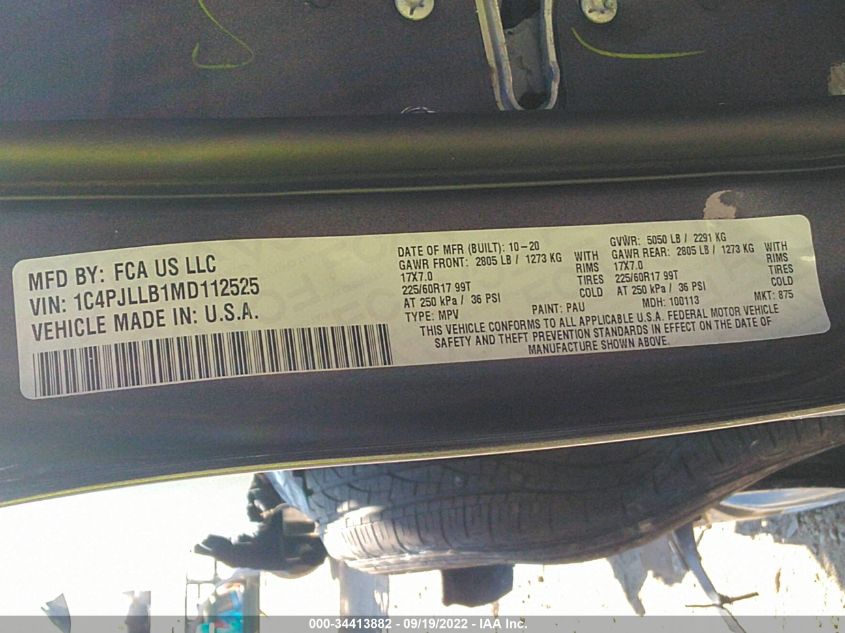 MFD BY: FCA US LLC
VIN: 1C4PJLLB1MD112525
VEHICLE MADE IN: U.S.A.
DATE OF MFR (BUILT): 10-20 GVWR: 5050 LB / 2291 KG
GAWR FRONT: 2805 LB / 1273 KG WITH GAWR REAR: 2805 LB / 1273 KG WITH
17X7.0 RIMS 17X7.0 RIMS
225/60R17 99T TIRES 225/60R17 99T TIRES
AT 250 kPa / 36 PSI COLD AT 250 kPa / 36 PSI COLD
TYPE: MPV PAINT: PAU MDH: 100113 MKT: 875
THIS VEHICLE CONFORMS TO ALL APPLICABLE U.S.A. FEDERAL MOTOR VEHICLE
SAFETY AND THEFT PREVENTION STANDARDS IN EFFECT ON THE DATE OF
MANUFACTURE SHOWN ABOVE.
000-34413882 - 09/19/2022 - IAA Inc.